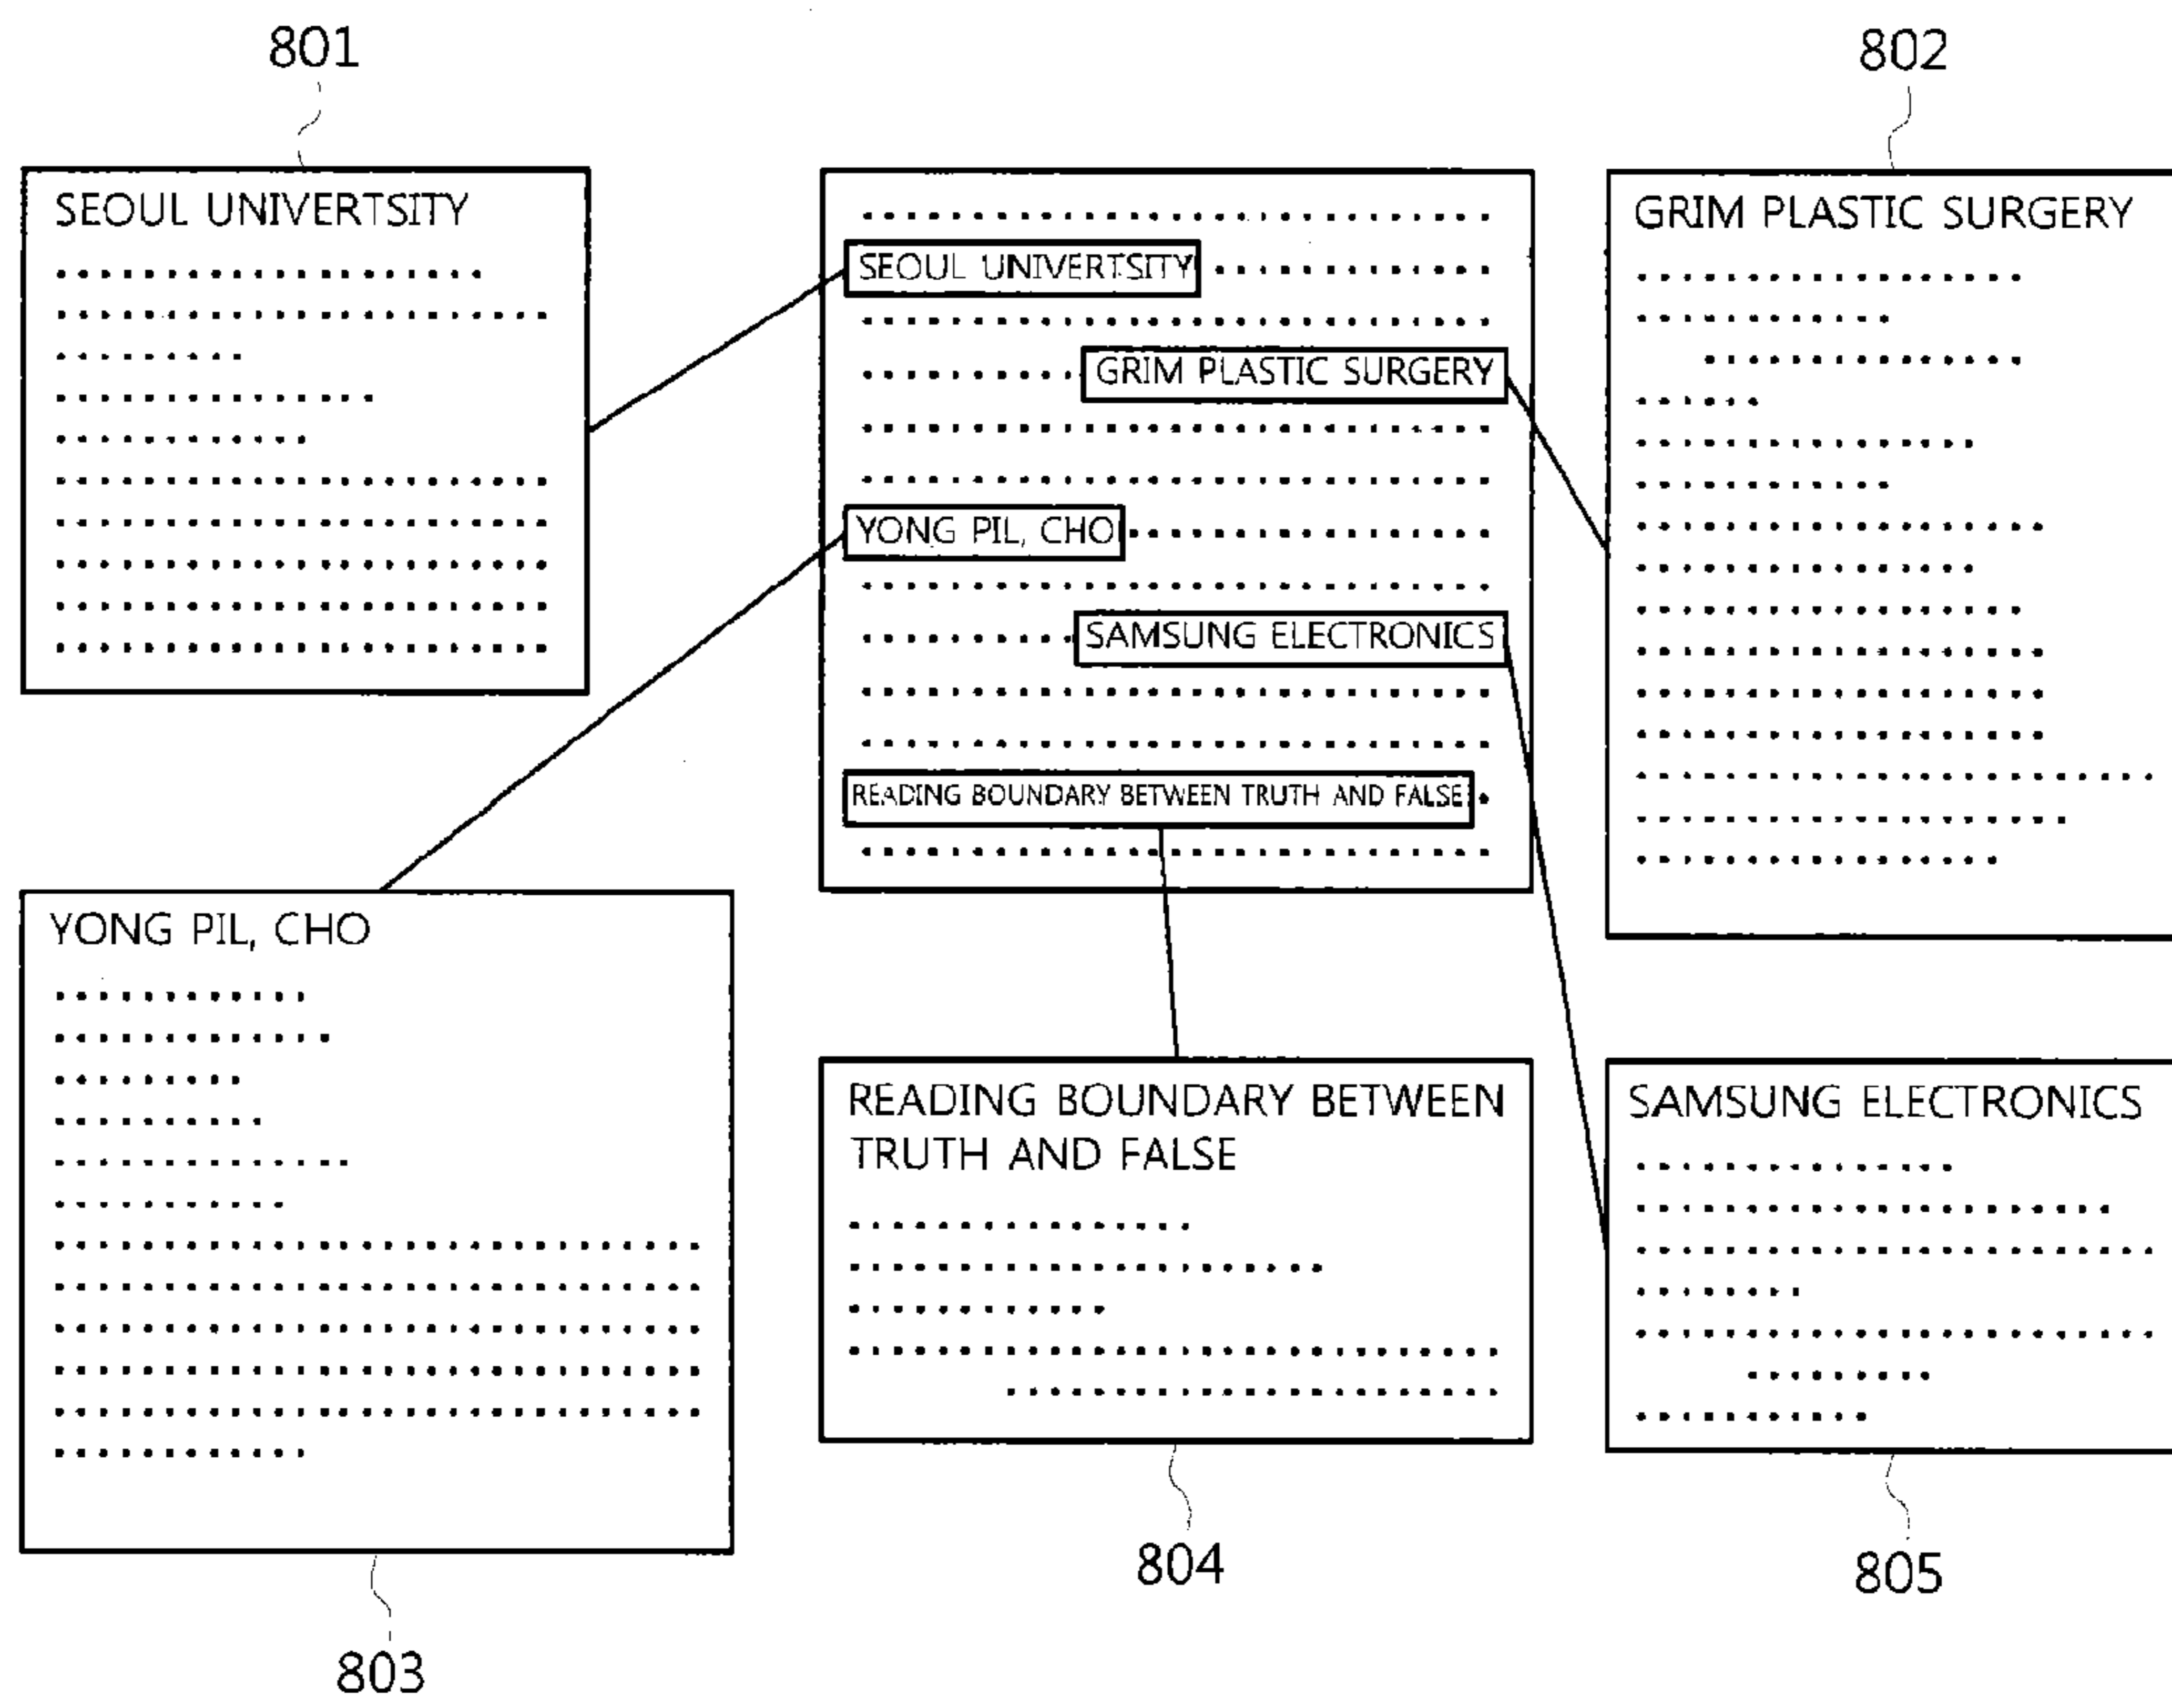 801
802
SEOUL UNIVERTSITY
SEOUL UNIVERTSITY
GRIM PLASTIC SURGERY
YONG PIL, CHO
SAMSUNG ELECTRONICS
READING BOUNDARY BETWEEN TRUTH AND FALSE
GRIM PLASTIC SURGERY
YONG PIL, CHO
READING BOUNDARY BETWEEN
TRUTH AND FALSE
SAMSUNG ELECTRONICS
803
804
805